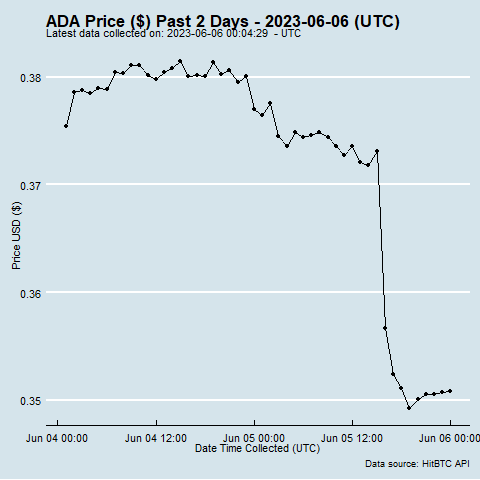 ADA Price ($) Past 2 Days - 2023-06-06 (UTC)
Latest data collected on: 2023-06-06 00:04:29  - UTC
0.38
0.37
0.36
0.35
Price USD ($)
Jun 04 00:00
Jun 04 12:00
Jun 05 00:00
Jun 05 12:00
Jun 06 00:00
Date Time Collected (UTC)
Data source: HitBTC API